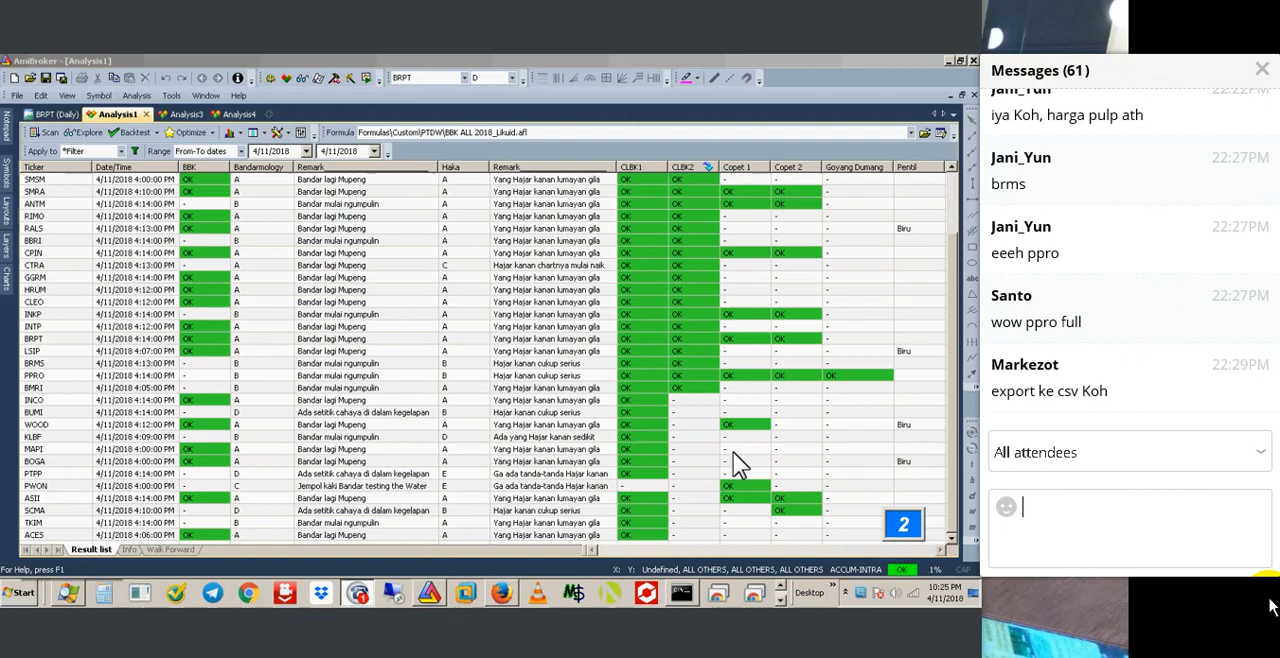 AmiBroker - [Analysis1]
BRPT D
File Edit View Symbol Analysis Tools Window Help
BRPT (Daily) Analysis1 Analysis3 Analysis4
Scan Explore Backtest Optimize Formula Formulas\Custom\PTDW\BBK ALL 2018_Likuid.afl
Apply to *Filter Range From-To dates 4/11/2018 4/11/2018
Ticker Date/Time BBK Bandarmology Remark Haka Remark CLBK1 CLBK2 Copet 1 Copet 2 Goyang Dumang Pentil
SMSM 4/11/2018 4:00:00 PM OK A Bandar lagi Mupeng A Yang Hajar kanan lumayan gila OK OK - - -
SMRA 4/11/2018 4:10:00 PM OK A Bandar lagi Mupeng A Yang Hajar kanan lumayan gila OK OK OK OK -
ANTM 4/11/2018 4:14:00 PM - B Bandar mulai ngumpulin A Yang Hajar kanan lumayan gila OK OK OK OK -
RIMO 4/11/2018 4:14:00 PM OK A Bandar lagi Mupeng A Yang Hajar kanan lumayan gila OK OK - - -
RALS 4/11/2018 4:13:00 PM OK A Bandar lagi Mupeng A Yang Hajar kanan lumayan gila OK OK - - - Biru
BBRI 4/11/2018 4:14:00 PM - B Bandar mulai ngumpulin A Yang Hajar kanan lumayan gila OK OK - - -
CPIN 4/11/2018 4:14:00 PM OK A Bandar lagi Mupeng A Yang Hajar kanan lumayan gila OK OK OK OK -
CTRA 4/11/2018 4:13:00 PM - A Bandar lagi Mupeng C Hajar kanan chartnya mulai naik OK OK - - -
GGRM 4/11/2018 4:14:00 PM OK A Bandar lagi Mupeng A Yang Hajar kanan lumayan gila OK OK - - -
HRUM 4/11/2018 4:12:00 PM OK A Bandar lagi Mupeng A Yang Hajar kanan lumayan gila OK OK - - -
CLEO 4/11/2018 4:12:00 PM OK A Bandar lagi Mupeng A Yang Hajar kanan lumayan gila OK OK - - -
INKP 4/11/2018 4:14:00 PM - B Bandar mulai ngumpulin A Yang Hajar kanan lumayan gila OK OK OK OK -
INTP 4/11/2018 4:12:00 PM OK A Bandar lagi Mupeng A Yang Hajar kanan lumayan gila OK OK - - -
BRPT 4/11/2018 4:14:00 PM OK A Bandar lagi Mupeng A Yang Hajar kanan lumayan gila OK OK OK OK -
LSIP 4/11/2018 4:07:00 PM OK A Bandar lagi Mupeng A Yang Hajar kanan lumayan gila OK OK - - - Biru
BRMS 4/11/2018 4:13:00 PM - B Bandar mulai ngumpulin B Hajar kanan cukup serius OK OK - - -
PPRO 4/11/2018 4:14:00 PM - B Bandar mulai ngumpulin B Hajar kanan cukup serius OK OK OK OK OK
BMRI 4/11/2018 4:05:00 PM - B Bandar mulai ngumpulin A Yang Hajar kanan lumayan gila OK OK - - -
INCO 4/11/2018 4:14:00 PM OK A Bandar lagi Mupeng A Yang Hajar kanan lumayan gila OK - - - -
BUMI 4/11/2018 4:14:00 PM - D Ada setitik cahaya di dalam kegelapan B Hajar kanan cukup serius OK - - - -
WOOD 4/11/2018 4:12:00 PM OK A Bandar lagi Mupeng A Yang Hajar kanan lumayan gila OK - OK - - Biru
KLBF 4/11/2018 4:09:00 PM - B Bandar mulai ngumpulin D Ada yang Hajar kanan sedikit OK - - - -
MAPI 4/11/2018 4:00:00 PM OK A Bandar lagi Mupeng A Yang Hajar kanan lumayan gila OK - - - -
BOGA 4/11/2018 4:00:00 PM OK A Bandar lagi Mupeng A Yang Hajar kanan lumayan gila OK - - - - Biru
PTPP 4/11/2018 4:14:00 PM - D Ada setitik cahaya di dalam kegelapan E Ga ada tanda-tanda Hajar kanan OK - - - -
PWON 4/11/2018 4:00:00 PM - C Jempol kaki Bandar testing the Water E Ga ada tanda-tanda Hajar kanan - - OK - -
ASII 4/11/2018 4:14:00 PM OK A Bandar lagi Mupeng A Yang Hajar kanan lumayan gila OK - OK OK -
SCMA 4/11/2018 4:10:00 PM - D Ada setitik cahaya di dalam kegelapan B Hajar kanan cukup serius OK - - OK -
TKIM 4/11/2018 4:14:00 PM - B Bandar mulai ngumpulin A Yang Hajar kanan lumayan gila OK - - - -
ACES 4/11/2018 4:06:00 PM OK A Bandar lagi Mupeng A Yang Hajar kanan lumayan gila OK - - - -
2
Result list Info Walk Forward
For Help, press F1 X: Y: Undefined, ALL OTHERS, ALL OTHERS, ALL OTHERS ACCUM-INTRA OK 1% CAP
Start Desktop 10:25 PM
4/11/2018
Notepad
Symbols
Layouts
Layers
Charts
Messages (61)
Jani_Yun 22:22PM
iya Koh, harga pulp ath
Jani_Yun 22:27PM
brms
Jani_Yun 22:27PM
eeeh ppro
Santo 22:27PM
wow ppro full
Markezot 22:29PM
export ke csv Koh
All attendees